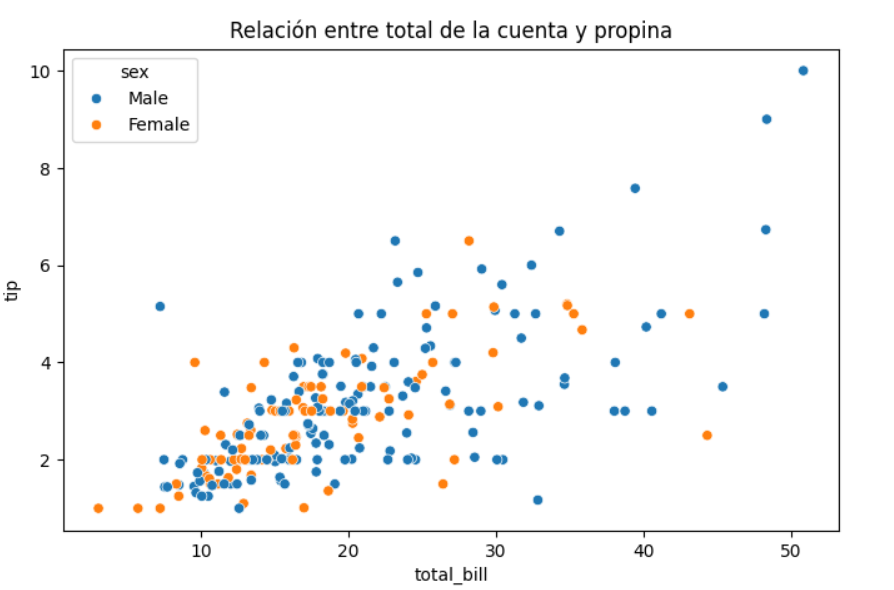 Relación entre total de la cuenta y propina
sex
Male
Female
10
8
6
4
2
tip
10 20 30 40 50
total_bill